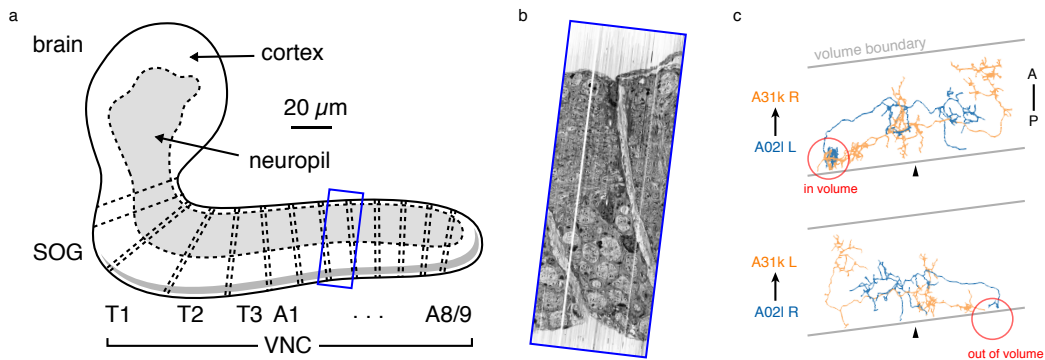 a
brain
cortex
20 µm
neuropil
SOG
T1 T2 T3 A1 . . . A8/9
VNC
b
c
volume boundary
A31k R
A02l L
in volume
A
P
A31k L
A02l R
out of volume